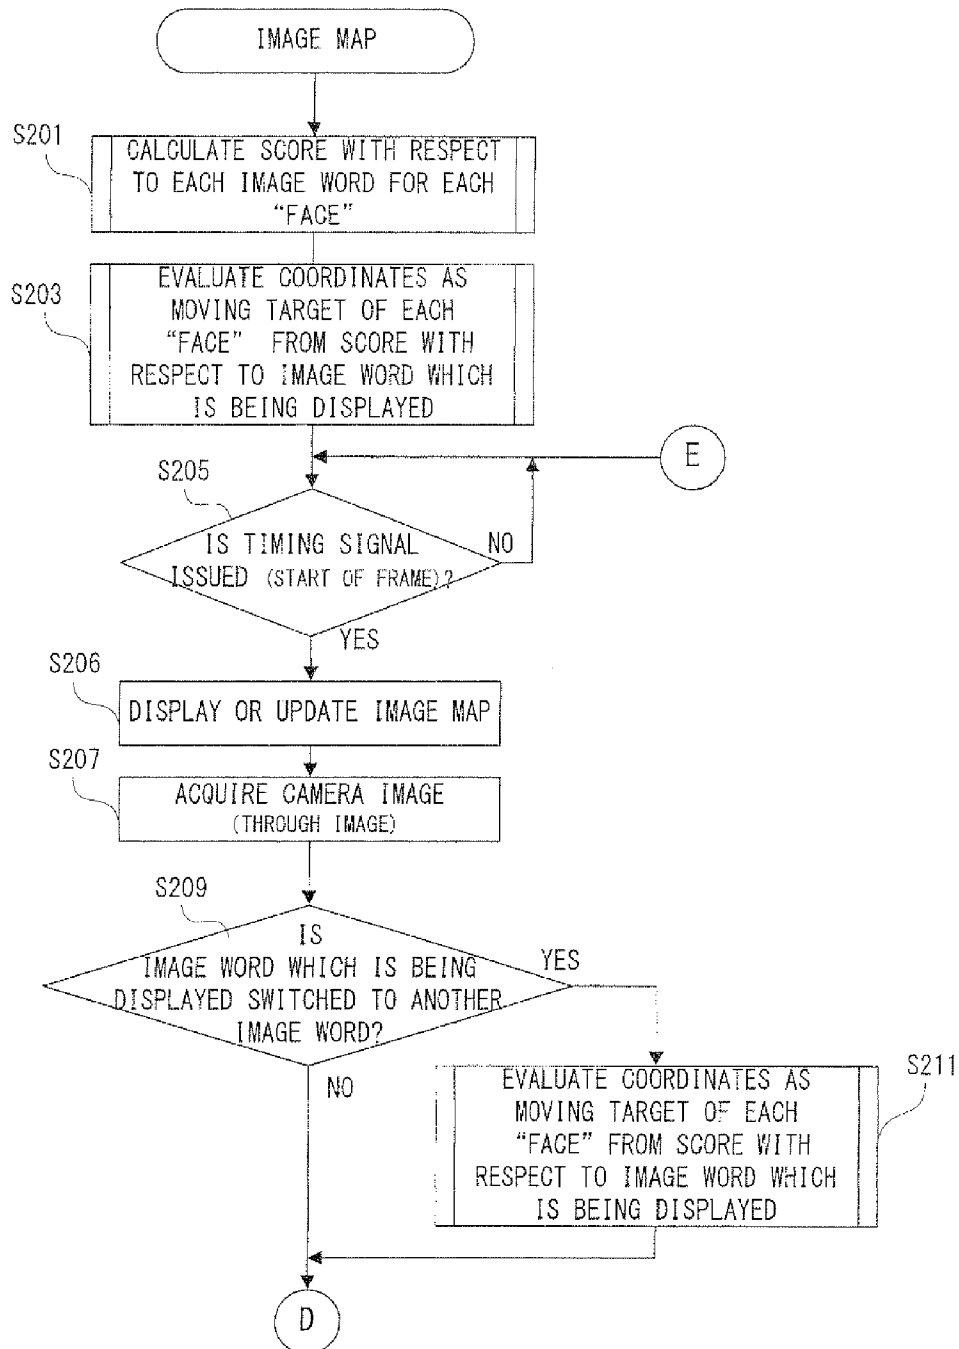 IMAGE MAP
S201
CALCULATE SCORE WITH RESPECT
TO EACH IMAGE WORD FOR EACH
“FACE”
S203
EVALUATE COORDINATES AS
MOVING TARGET OF EACH
“FACE” FROM SCORE WITH
RESPECT TO IMAGE WORD WHICH
IS BEING DISPLAYED
E
S205
IS TIMING SIGNAL
ISSUED (START OF FRAME)?
NO
YES
S206
DISPLAY OR UPDATE IMAGE MAP
S207
ACQUIRE CAMERA IMAGE
(THROUGH IMAGE)
S209
IS
IMAGE WORD WHICH IS BEING
DISPLAYED SWITCHED TO ANOTHER
IMAGE WORD?
YES
NO
S211
EVALUATE COORDINATES AS
MOVING TARGET OF EACH
“FACE” FROM SCORE WITH
RESPECT TO IMAGE WORD WHICH
IS BEING DISPLAYED
D